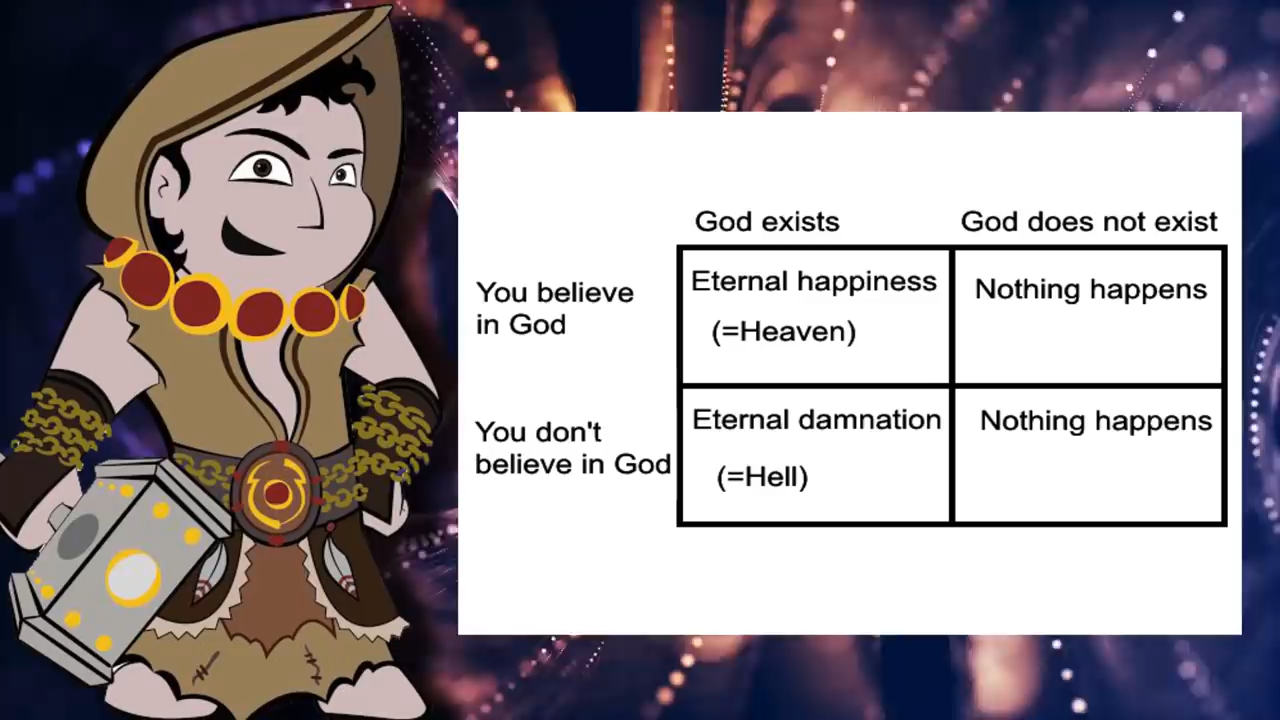 God exists
God does not exist
You believe
in God
Eternal happiness
(=Heaven)
Nothing happens
You don't
believe in God
Eternal damnation
(=Hell)
Nothing happens